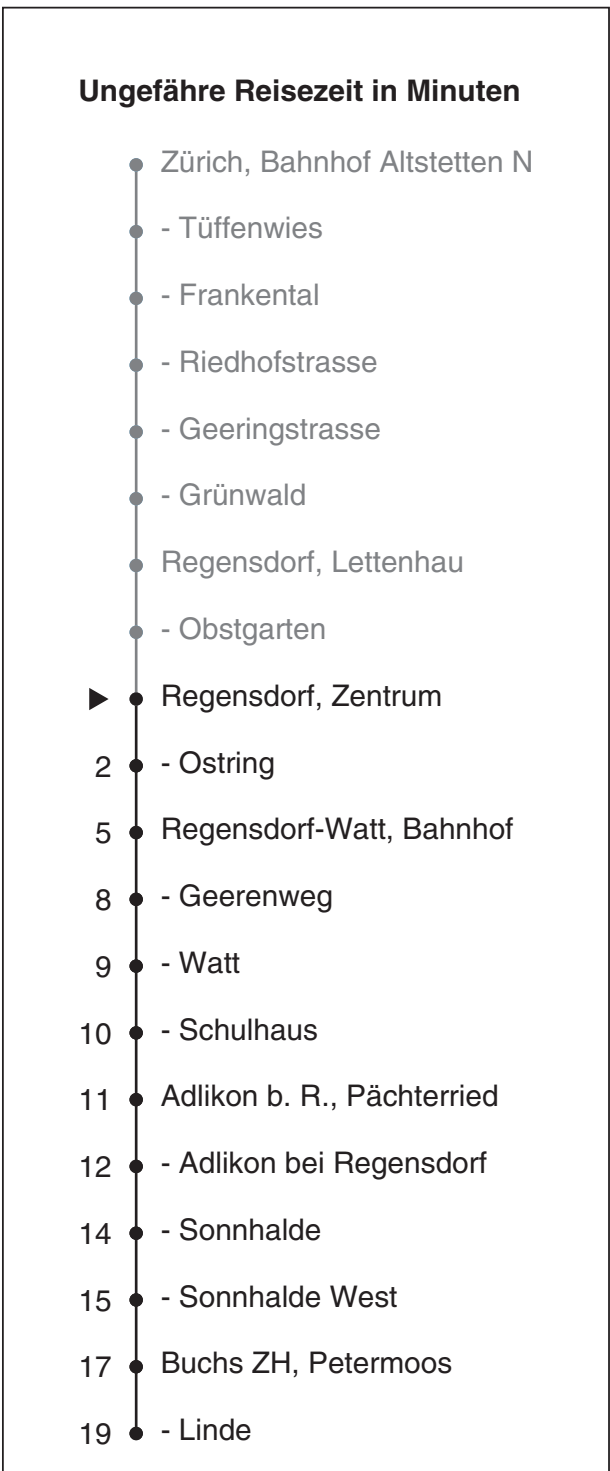 Ungefähre Reisezeit in Minuten
Zürich, Bahnhof Altstetten N
- Tüffenwies
- Frankental
- Riedhofstrasse
- Geeringstrasse
- Grünwald
Regensdorf, Lettenhau
- Obstgarten
▶ Regensdorf, Zentrum
2 - Ostring
5 Regensdorf-Watt, Bahnhof
8 - Geerenweg
9 - Watt
10 - Schulhaus
11 Adlikon b. R., Pächterried
12 - Adlikon bei Regensdorf
14 - Sonnhalde
15 - Sonnhalde West
17 Buchs ZH, Petermoos
19 - Linde